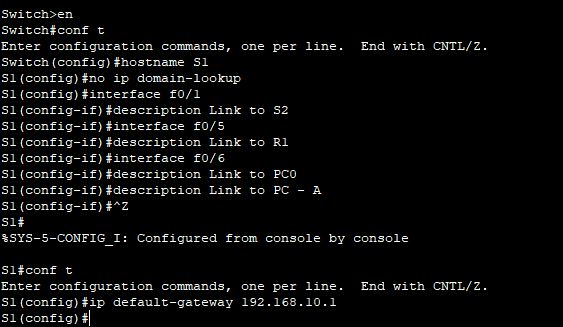 Switch>en
Switch#conf t
Enter configuration commands, one per line.  End with CNTL/Z.
Switch(config)#hostname S1
S1(config)#no ip domain-lookup
S1(config)#interface f0/1
S1(config-if)#description Link to S2
S1(config-if)#interface f0/5
S1(config-if)#description Link to R1
S1(config-if)#interface f0/6
S1(config-if)#description Link to PC0
S1(config-if)#description Link to PC - A
S1(config-if)#^Z
S1#
%SYS-5-CONFIG_I: Configured from console by console
S1#conf t
Enter configuration commands, one per line.  End with CNTL/Z.
S1(config)#ip default-gateway 192.168.10.1
S1(config)#